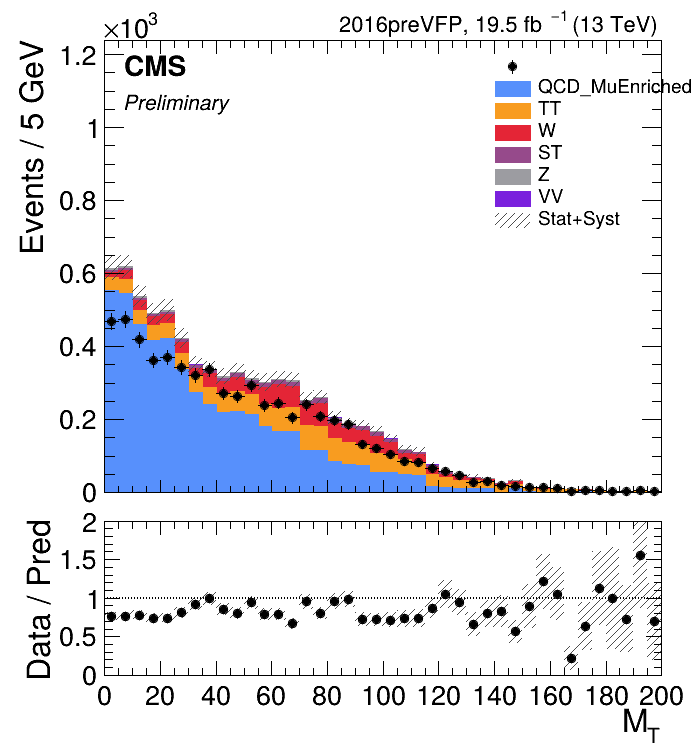 ×10³
2016preVFP, 19.5 fb⁻¹ (13 TeV)
CMS
Preliminary
QCD_MuEnriched
TT
W
ST
Z
VV
Stat+Syst
Events / 5 GeV
1.2
1
0.8
0.6
0.4
0.2
0
Data / Pred
2
1.5
1
0.5
0
0 20 40 60 80 100 120 140 160 180 200
M_T